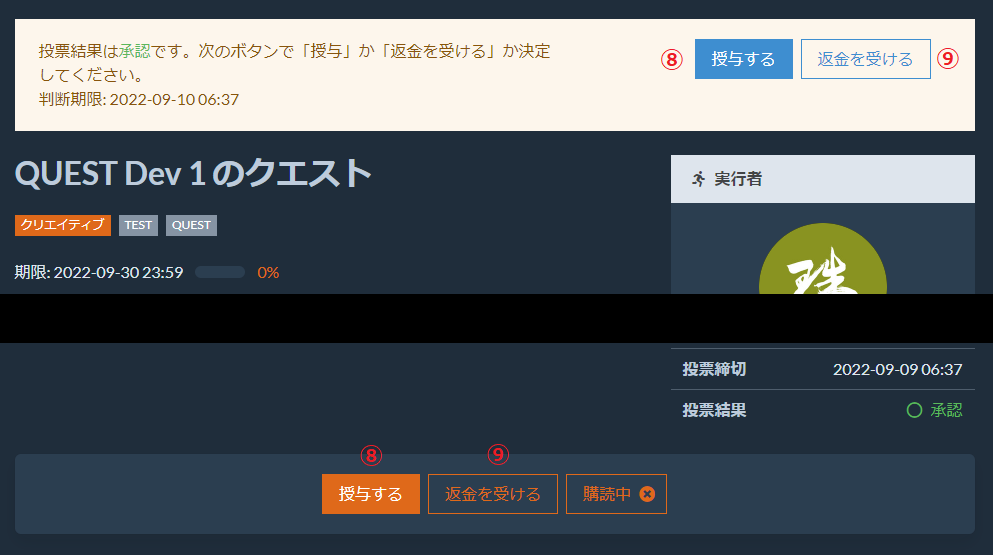 投票結果は承認です。次のボタンで「授与」か「返金を受ける」か決定
してください。
判断期限: 2022-09-10 06:37
⑧ 授与する 返金を受ける ⑨
QUEST Dev 1 のクエスト
クリエイティブ TEST QUEST
期限: 2022-09-30 23:59 0%
実行者
珠
投票締切 2022-09-09 06:37
投票結果 承認
⑧ ⑨
授与する 返金を受ける 購読中